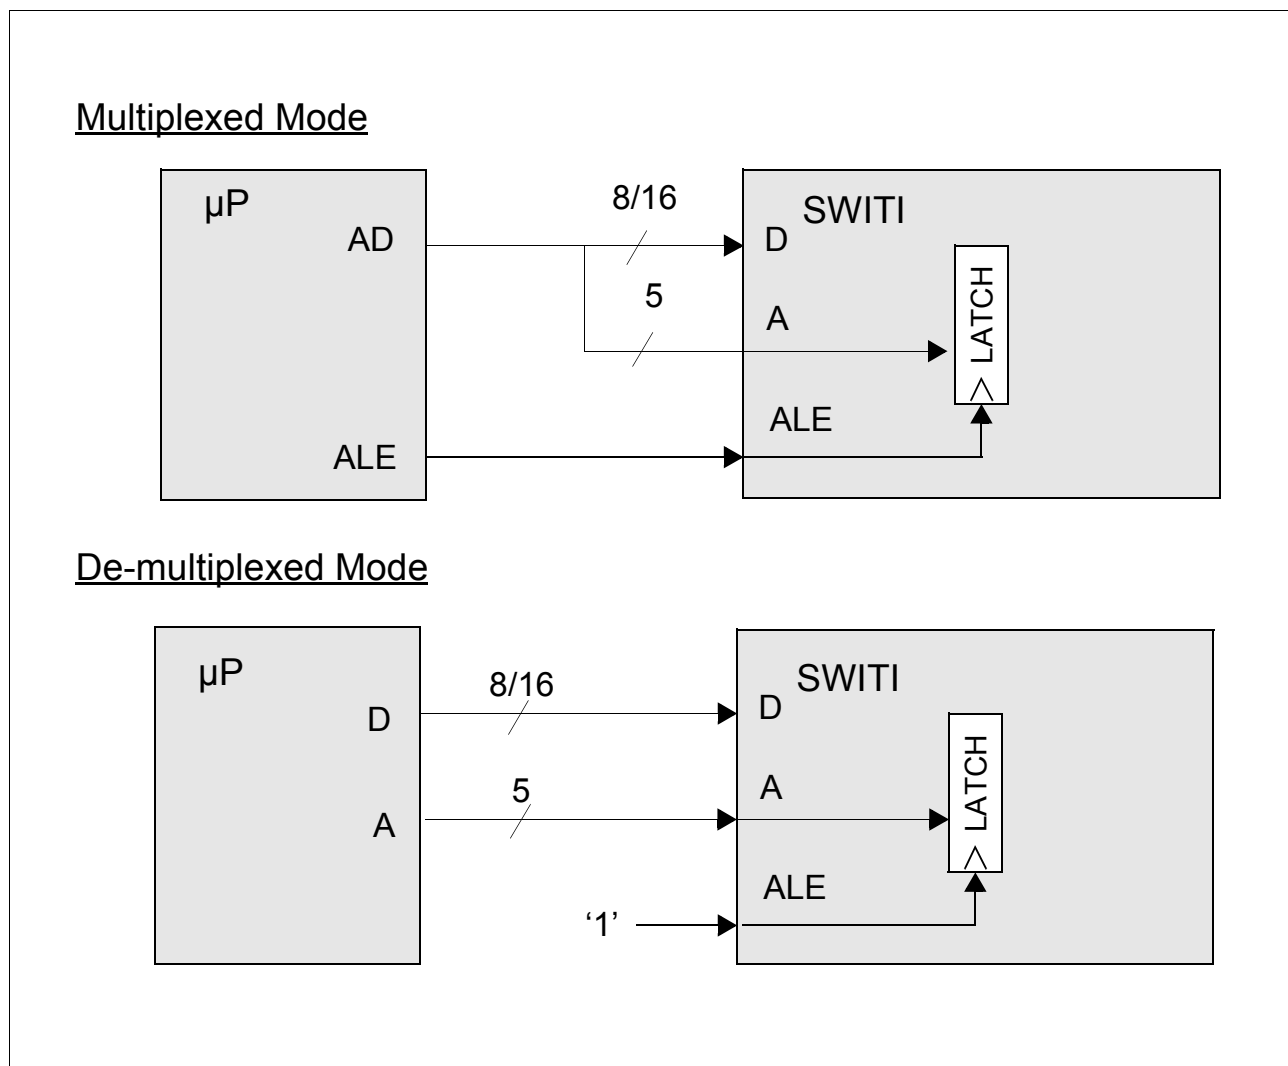 Multiplexed Mode
µP
8/16
SWITI
AD
D
5
A
LATCH
ALE
ALE
De-multiplexed Mode
µP
8/16
SWITI
D
D
5
A
A
LATCH
ALE
‘1’